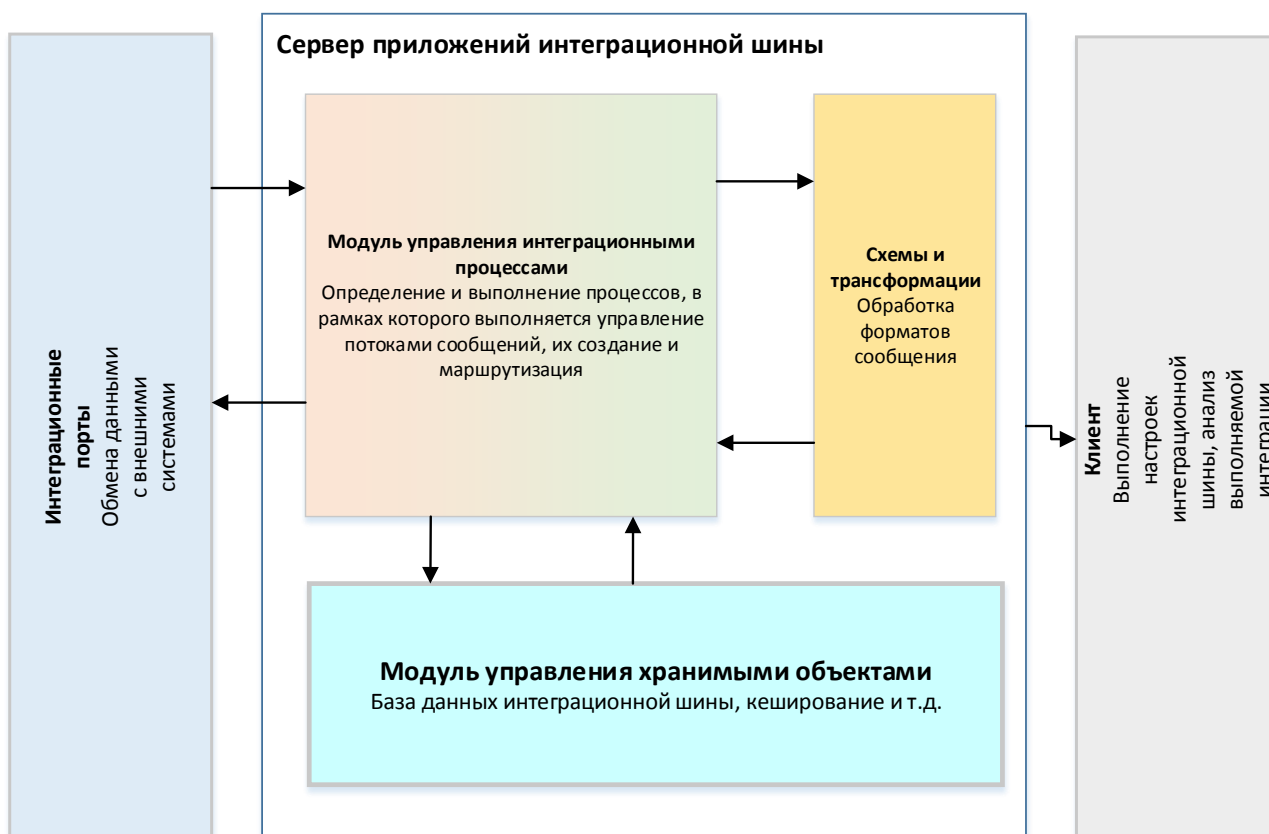 Сервер приложений интеграционной шины
Интеграционные
порты
Обмена данными
с внешними
системами
Модуль управления интеграционными
процессами
Определение и выполнение процессов, в
рамках которого выполняется управление
потоками сообщений, их создание и
маршрутизация
Схемы и
трансформации
Обработка
форматов
сообщения
Модуль управления хранимыми объектами
База данных интеграционной шины, кеширование и т.д.
Клиент
Выполнение
настроек
интеграционной
шины, анализ
выполняемой
интеграции